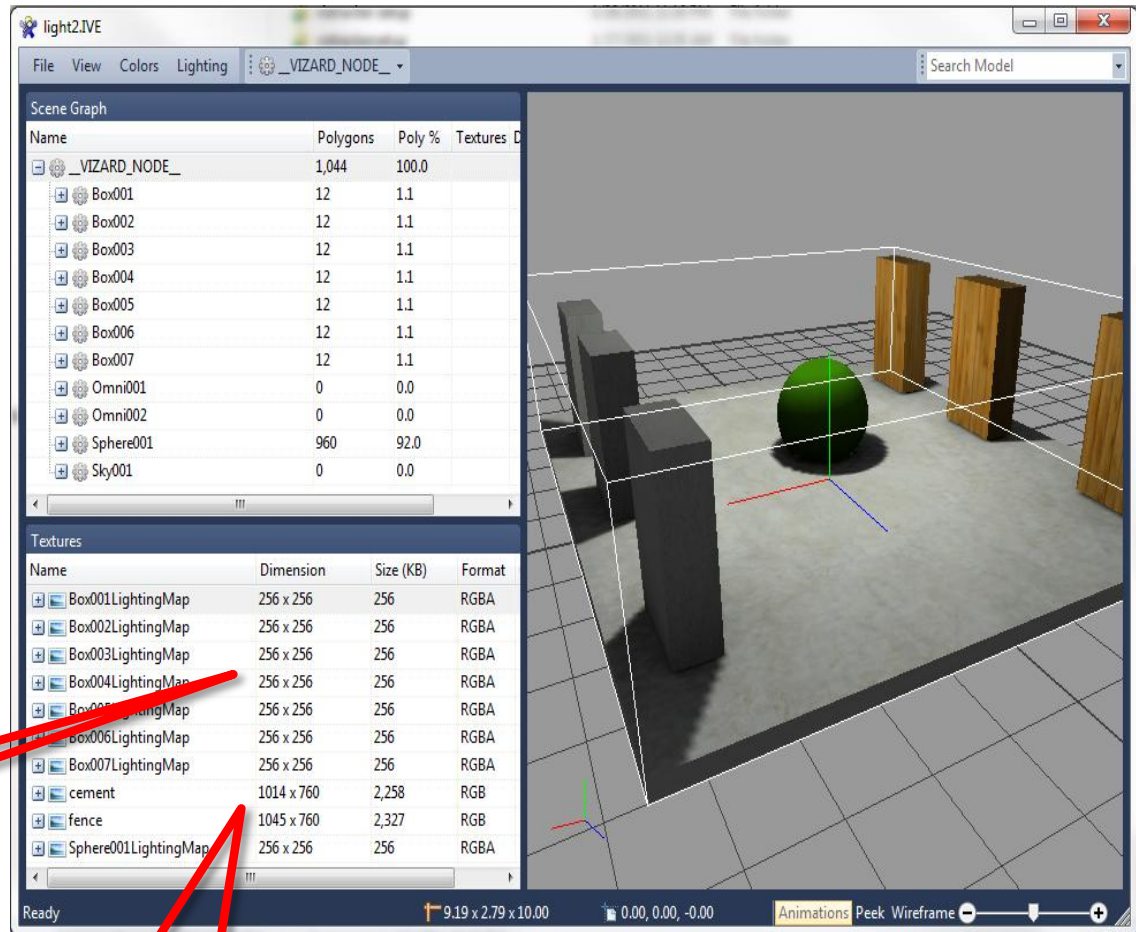 light2.IVE
File View Colors Lighting __VIZARD_NODE__ Search Model
Scene Graph
Name Polygons Poly % Textures D
__VIZARD_NODE__ 1,044 100.0
Box001 12 1.1
Box002 12 1.1
Box003 12 1.1
Box004 12 1.1
Box005 12 1.1
Box006 12 1.1
Box007 12 1.1
Omni001 0 0.0
Omni002 0 0.0
Sphere001 960 92.0
Sky001 0 0.0
Textures
Name Dimension Size (KB) Format
Box001LightingMap 256 x 256 256 RGBA
Box002LightingMap 256 x 256 256 RGBA
Box003LightingMap 256 x 256 256 RGBA
Box004LightingMap 256 x 256 256 RGBA
Box005LightingMap 256 x 256 256 RGBA
Box006LightingMap 256 x 256 256 RGBA
Box007LightingMap 256 x 256 256 RGBA
cement 1014 x 760 2,258 RGB
fence 1045 x 760 2,327 RGB
Sphere001LightingMap 256 x 256 256 RGBA
Ready 9.19 x 2.79 x 10.00 0.00, 0.00, -0.00 Animations Peek Wireframe